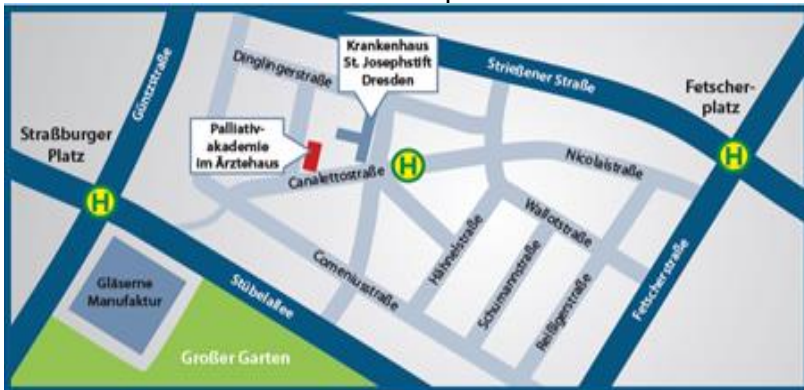 Krankenhaus
St. Josephstift
Dresden
Dinglingerstraße
Striesener Straße
Fetscher-
platz
Güntzstraße
Straßburger
Platz
Palliativ-
akademie
im Ärztehaus
H
H
H
Canalettostraße
Nicolaistraße
Wallotstraße
Hähnelstraße
Schumannstraße
Reißigerstraße
Fetscherstraße
Comeniusstraße
Stübelallee
Gläserne
Manufaktur
Großer Garten